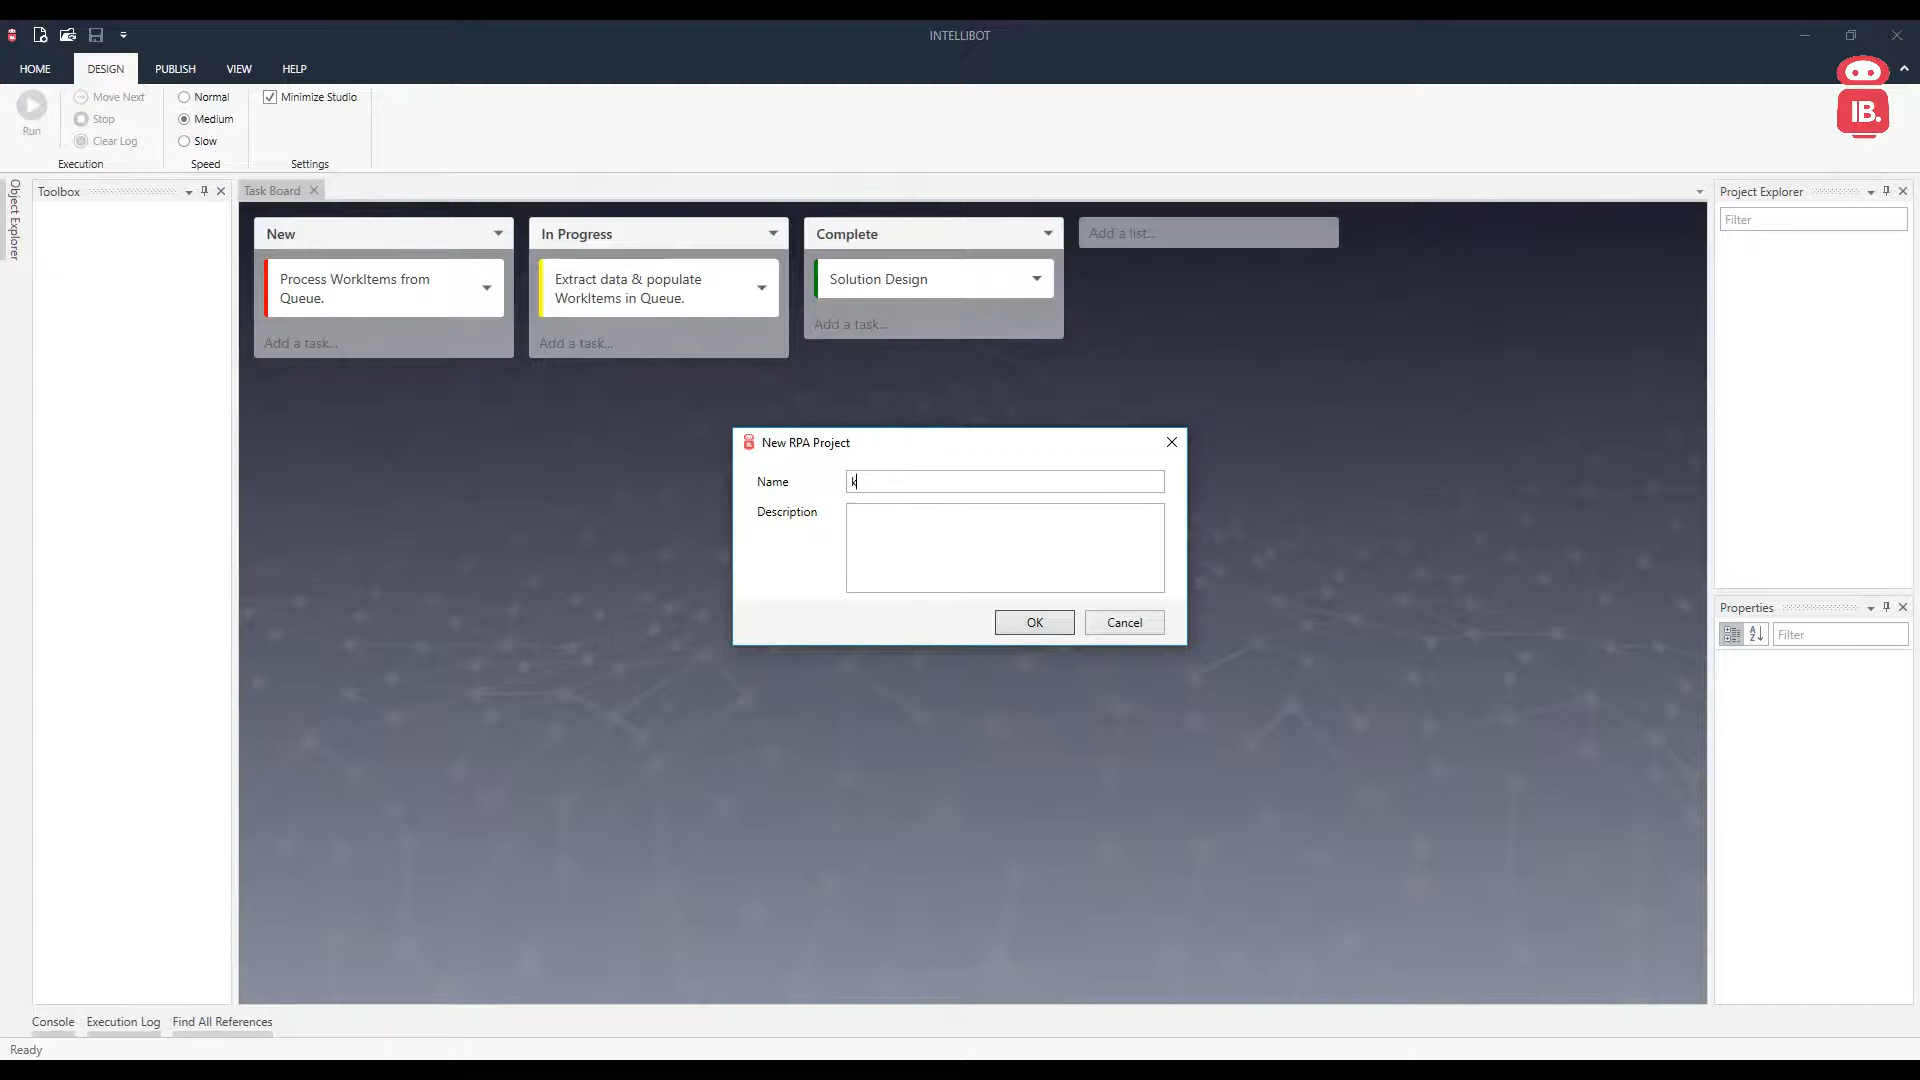 INTELLIBOT
HOME
DESIGN
PUBLISH
VIEW
HELP
Run
Move Next
Stop
Clear Log
Execution
Normal
Medium
Slow
Speed
Minimize Studio
Settings
IB.
Object Explorer
Toolbox
Task Board
New
Process WorkItems from
Queue.
Add a task...
In Progress
Extract data & populate
WorkItems in Queue.
Add a task...
Complete
Solution Design
Add a task...
Add a list...
New RPA Project
Name
k
Description
OK
Cancel
Project Explorer
Filter
Properties
Filter
Console
Execution Log
Find All References
Ready